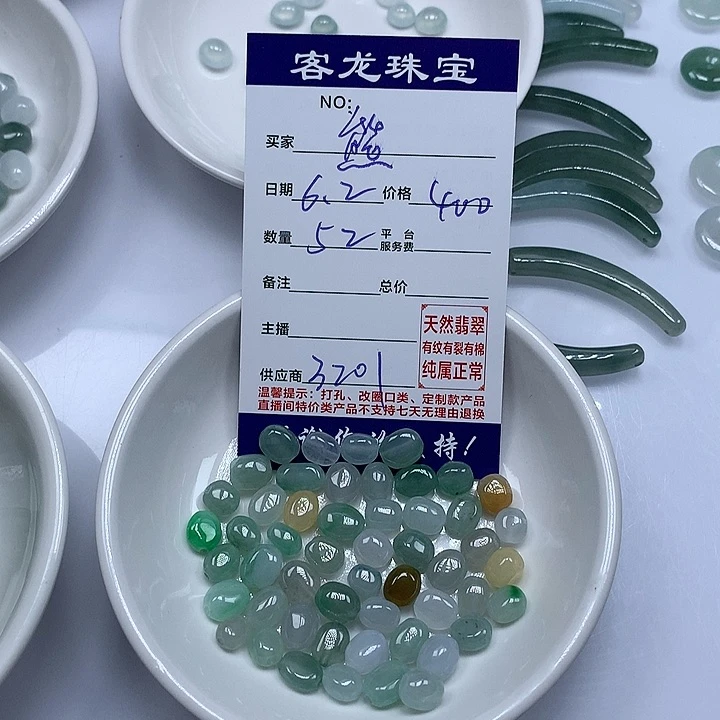 客龙珠宝
NO:
买家 熊
日期 6.2 价格 400
数量 52 平台服务费
备注 总价
主播
供应商 3201
天然翡翠
有纹有裂有棉
纯属正常
温馨提示:打孔、改圈口类、定制款产品
直播间特价类产品不支持七天无理由退换
持!